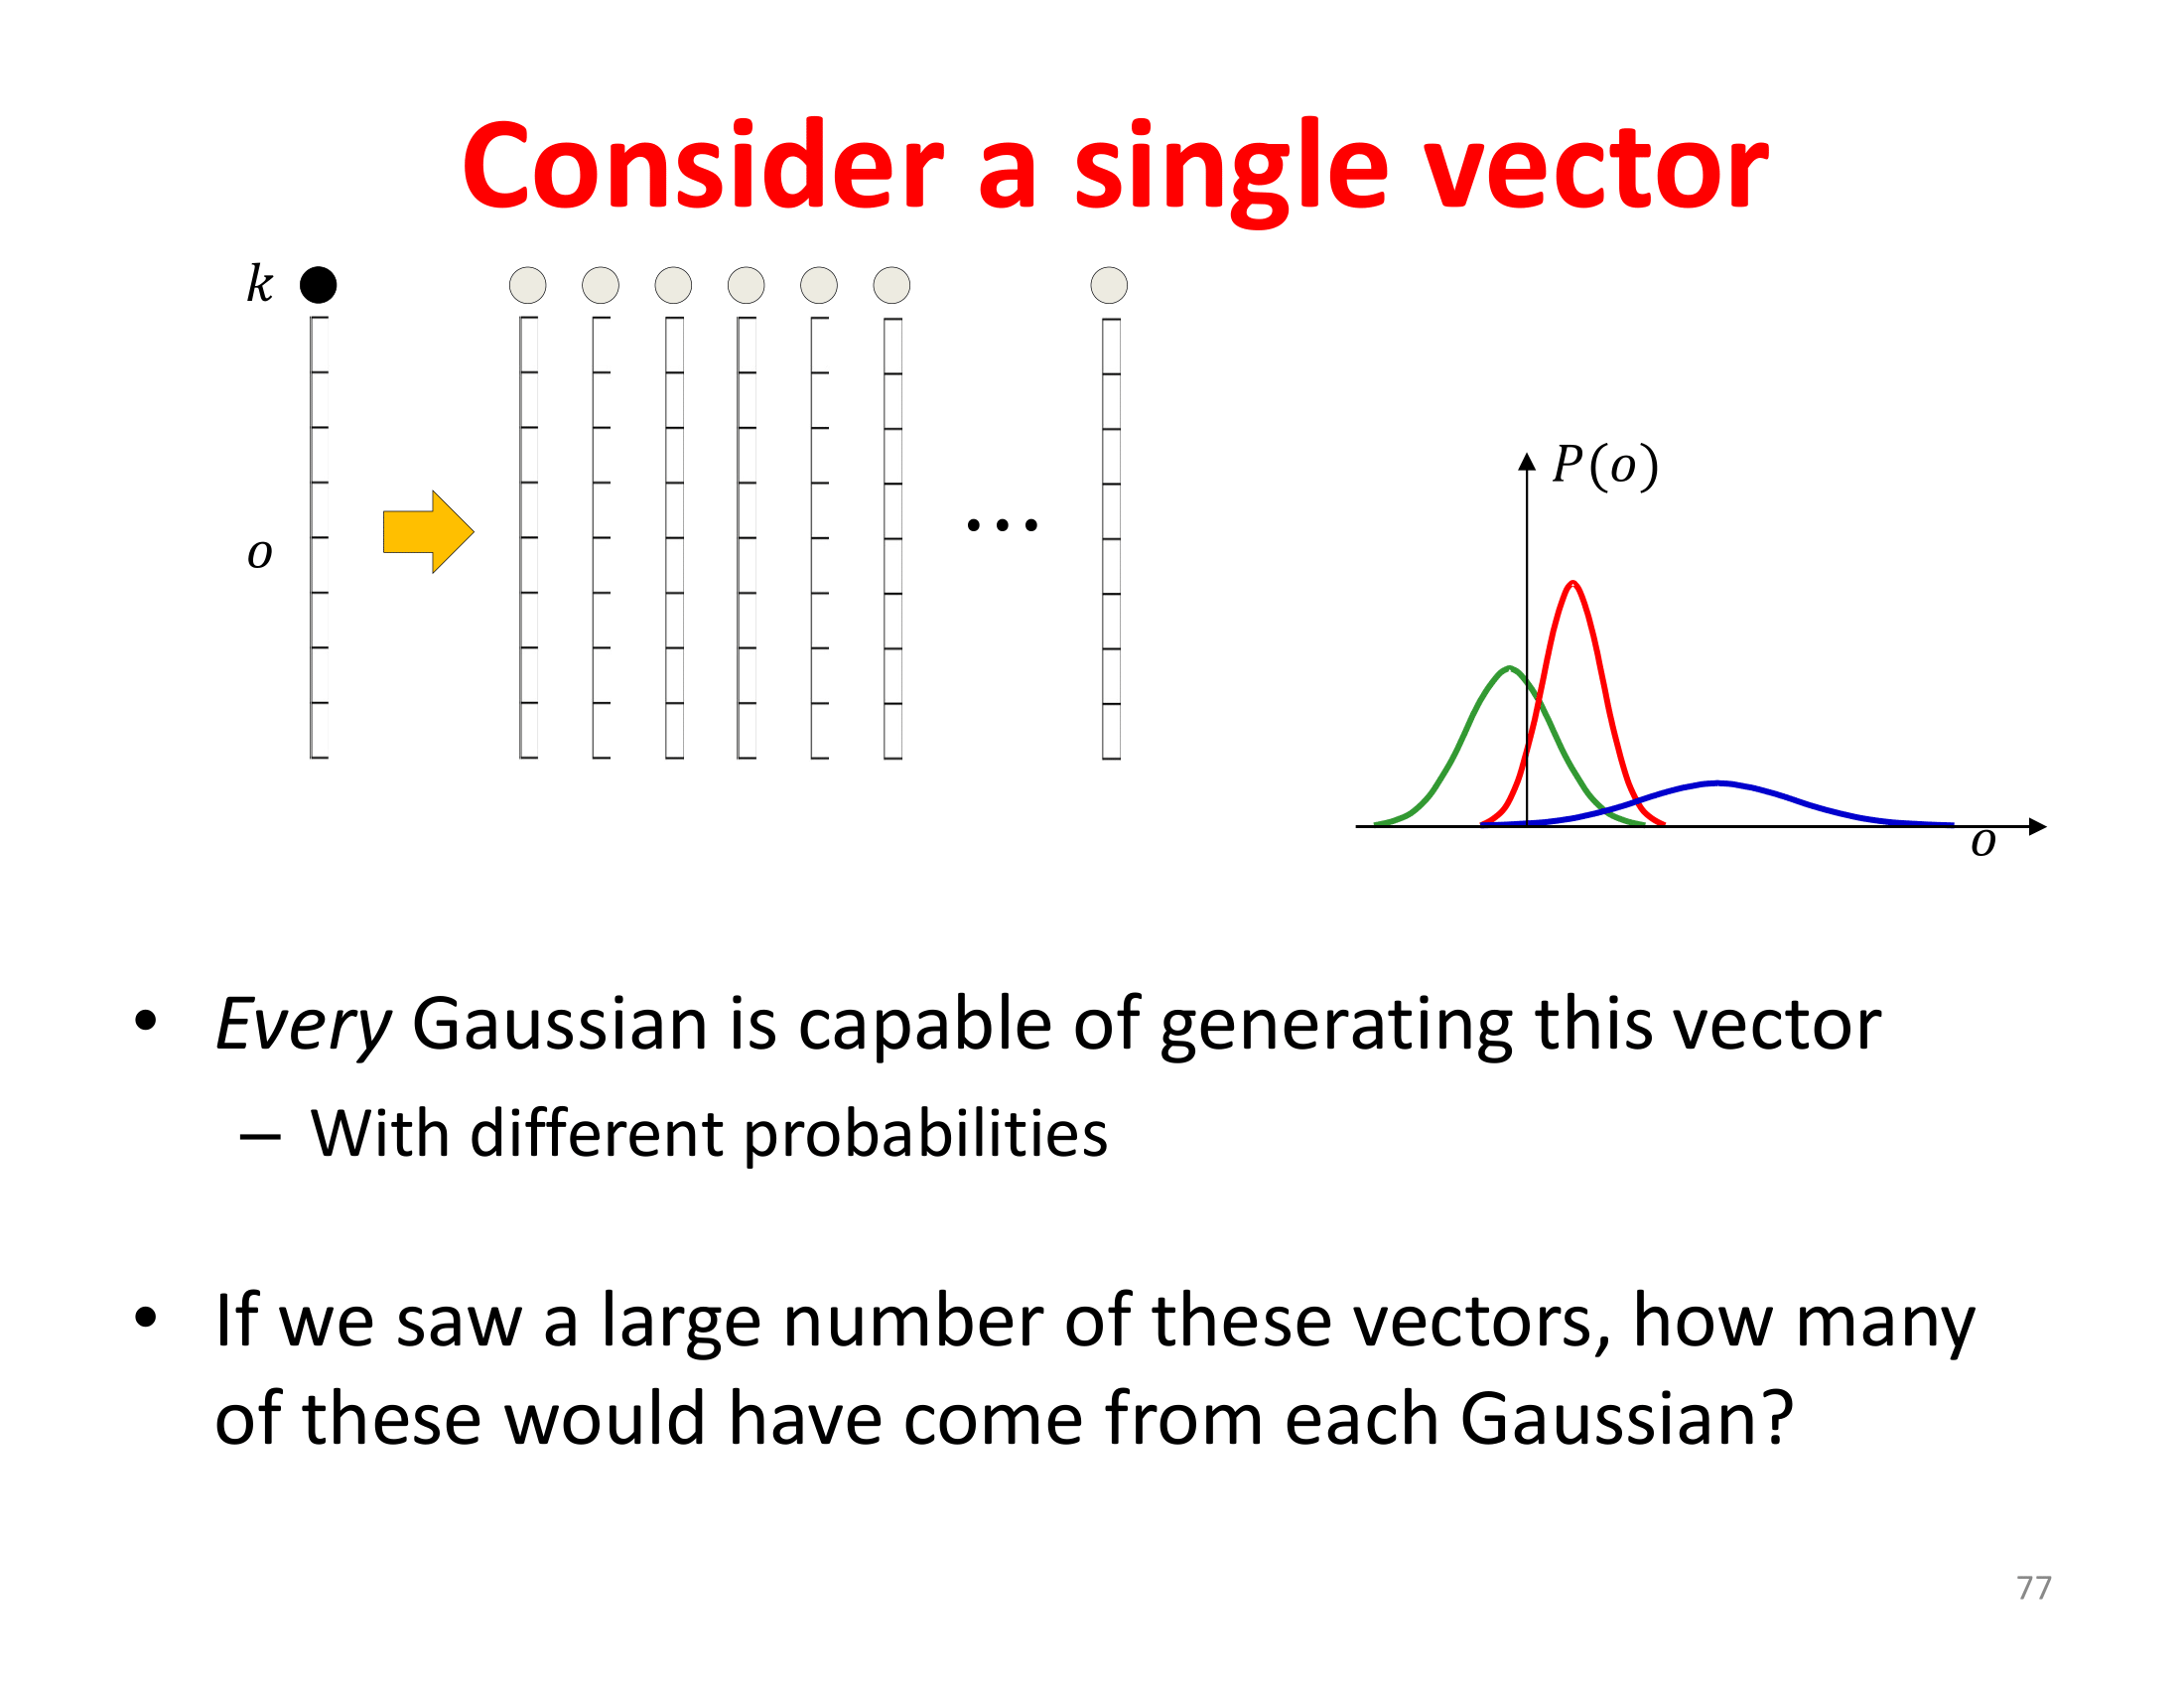 Consider a single vector
k
P(o)
o
o
• Every Gaussian is capable of generating this vector
– With different probabilities
• If we saw a large number of these vectors, how many
of these would have come from each Gaussian?
77